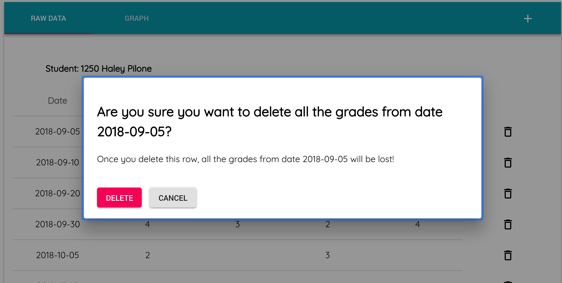 RAW DATA GRAPH +
Student: 1250 Haley Pilone
Date
Are you sure you want to delete all the grades from date
2018-09-05?
2018-09-05
Once you delete this row, all the grades from date 2018-09-05 will be lost!
2018-09-10
2018-09-20
DELETE CANCEL
2018-09-30 4 3 2 4
2018-10-05 2 3